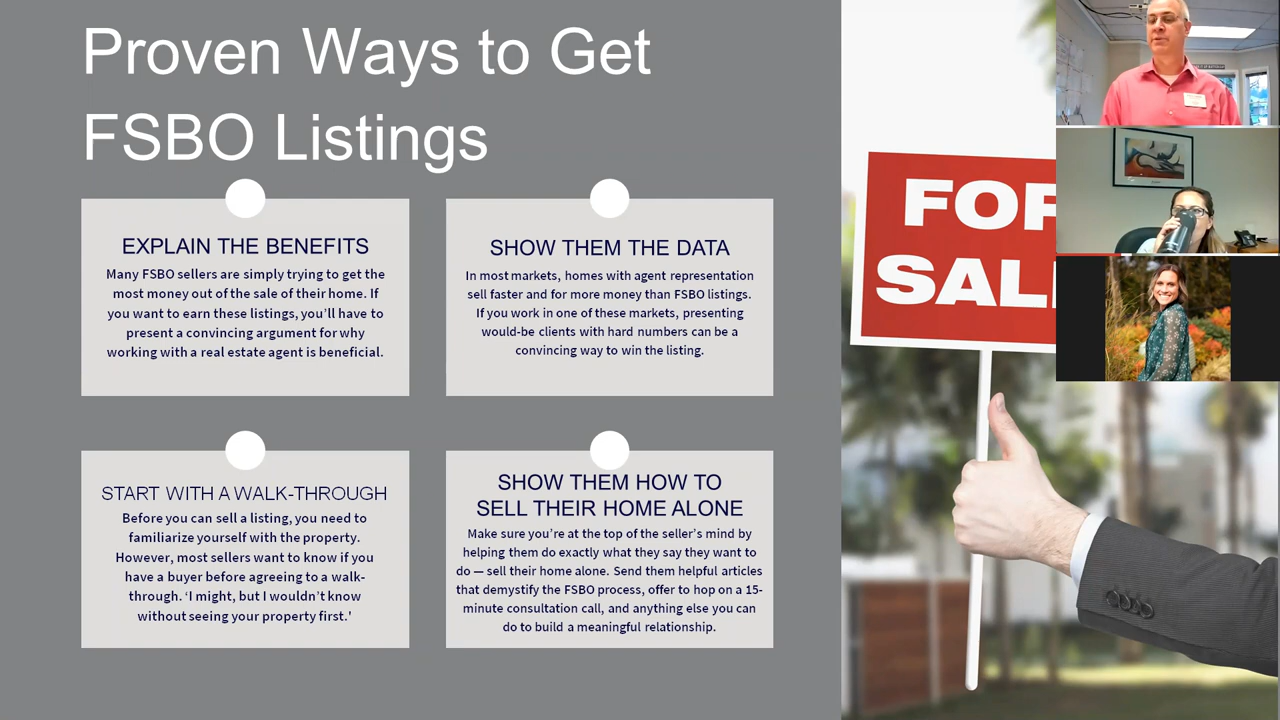 Proven Ways to Get
FSBO Listings
EXPLAIN THE BENEFITS
Many FSBO sellers are simply trying to get the
most money out of the sale of their home. If
you want to earn these listings, you'll have to
present a convincing argument for why
working with a real estate agent is beneficial.
SHOW THEM THE DATA
In most markets, homes with agent representation
sell faster and for more money than FSBO listings.
If you work in one of these markets, presenting
would-be clients with hard numbers can be a
convincing way to win the listing.
START WITH A WALK-THROUGH
Before you can sell a listing, you need to
familiarize yourself with the property.
However, most sellers want to know if you
have a buyer before agreeing to a walk-
through. ‘I might, but I wouldn’t know
without seeing your property first.'
SHOW THEM HOW TO
SELL THEIR HOME ALONE
Make sure you’re at the top of the seller’s mind by
helping them do exactly what they say they want to
do — sell their home alone. Send them helpful articles
that demystify the FSBO process, offer to hop on a 15-
minute consultation call, and anything else you can
do to build a meaningful relationship.
FOR
SAL